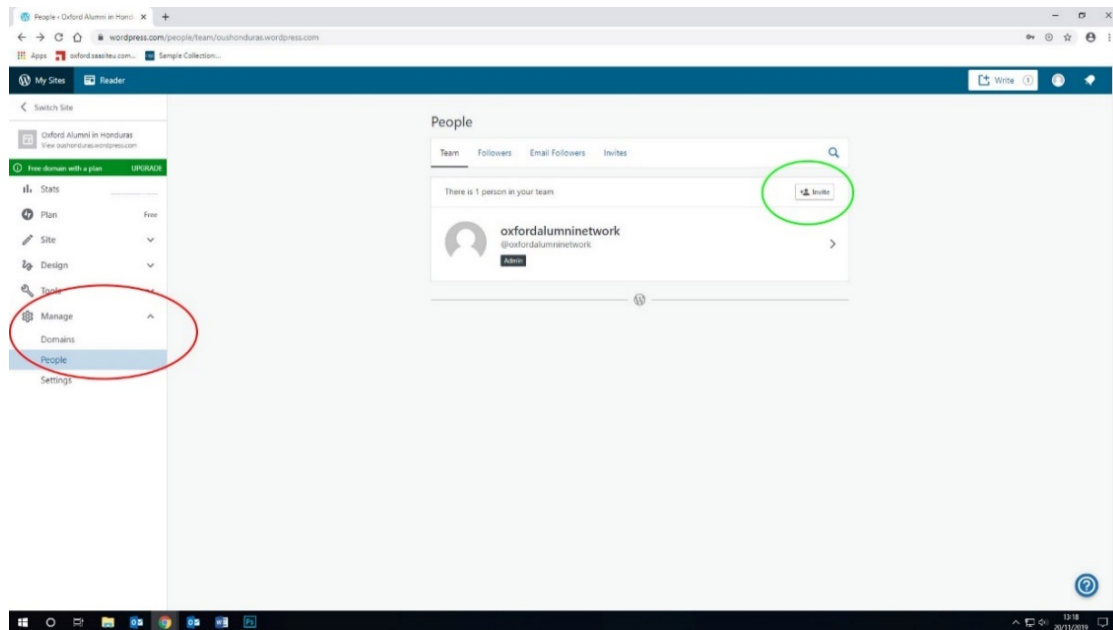 People ‹ Oxford Alumni in Hondu
wordpress.com/people/team/oushonduras.wordpress.com
Apps oxford.saasiteu.com... Sample Collection:...
My Sites Reader Write 1
Switch Site
Oxford Alumni in Honduras
View oushonduras.wordpress.com
Free domain with a plan UPGRADE
Stats
Plan Free
Site
Design
Tools
Manage
Domains
People
Settings
People
Team Followers Email Followers Invites
There is 1 person in your team Invite
oxfordalumninetwork
@oxfordalumninetwork
Admin
13:18
20/11/2019